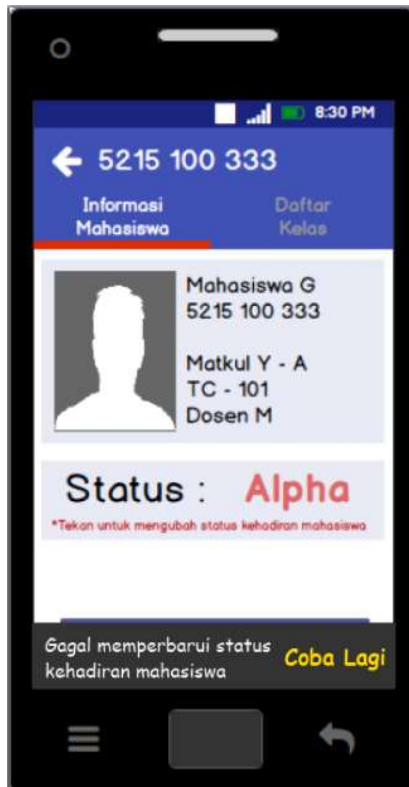 8:30 PM
5215 100 333
Informasi
Mahasiswa
Daftar
Kelas
Mahasiswa G
5215 100 333
Matkul Y - A
TC - 101
Dosen M
Status : Alpha
*Tekan untuk mengubah status kehadiran mahasiswa
Gagal memperbarui status
kehadiran mahasiswa
Coba Lagi